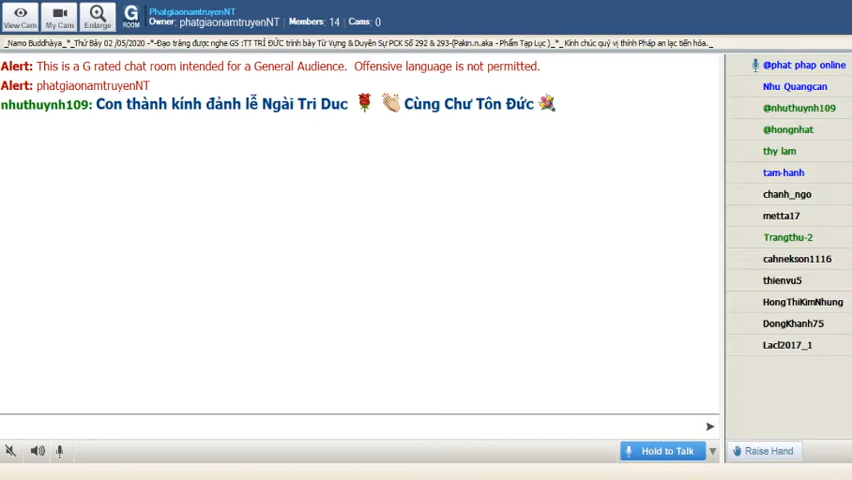 PhatgiaonamtruyenNT
Owner: phatgiaonamtruyenNT Members: 14 Cams: 0
View Cam My Cam Enlarge G ROOM
_Namo Buddhàya_*_Thứ Bảy 02 /05/2020 -*-Đạo tràng được nghe GS :TT TRÍ ĐỨC trình bày Từ Vựng & Duyên Sự PCK Số 292 & 293-(Pakin.n.aka - Phẩm Tạp Lục )_*_ Kính chúc quý vị thính Pháp an lạc tiến hóa._
Alert: This is a G rated chat room intended for a General Audience. Offensive language is not permitted.
Alert: phatgiaonamtruyenNT
nhuthuynh109: Con thành kính đảnh lễ Ngài Tri Duc Cùng Chư Tôn Đức
@phat phap online
Nhu Quangcan
@nhuthuynh109
@hongnhat
thy lam
tam-hanh
chanh_ngo
metta17
Trangthu-2
cahnekson1116
thienvu5
HongThiKimNhung
DongKhanh75
Lacl2017_1
Hold to Talk
Raise Hand